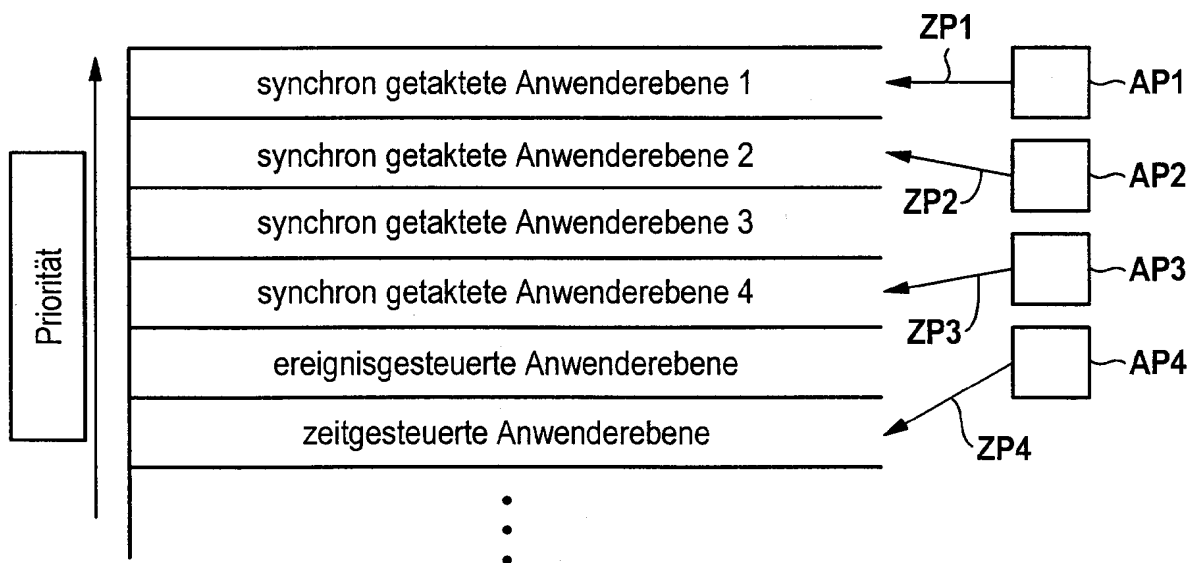 ZP1
synchron getaktete Anwenderebene 1
AP1
synchron getaktete Anwenderebene 2
AP2
ZP2
synchron getaktete Anwenderebene 3
Priorität
AP3
synchron getaktete Anwenderebene 4
ZP3
ereignisgesteuerte Anwenderebene
AP4
zeitgesteuerte Anwenderebene
ZP4